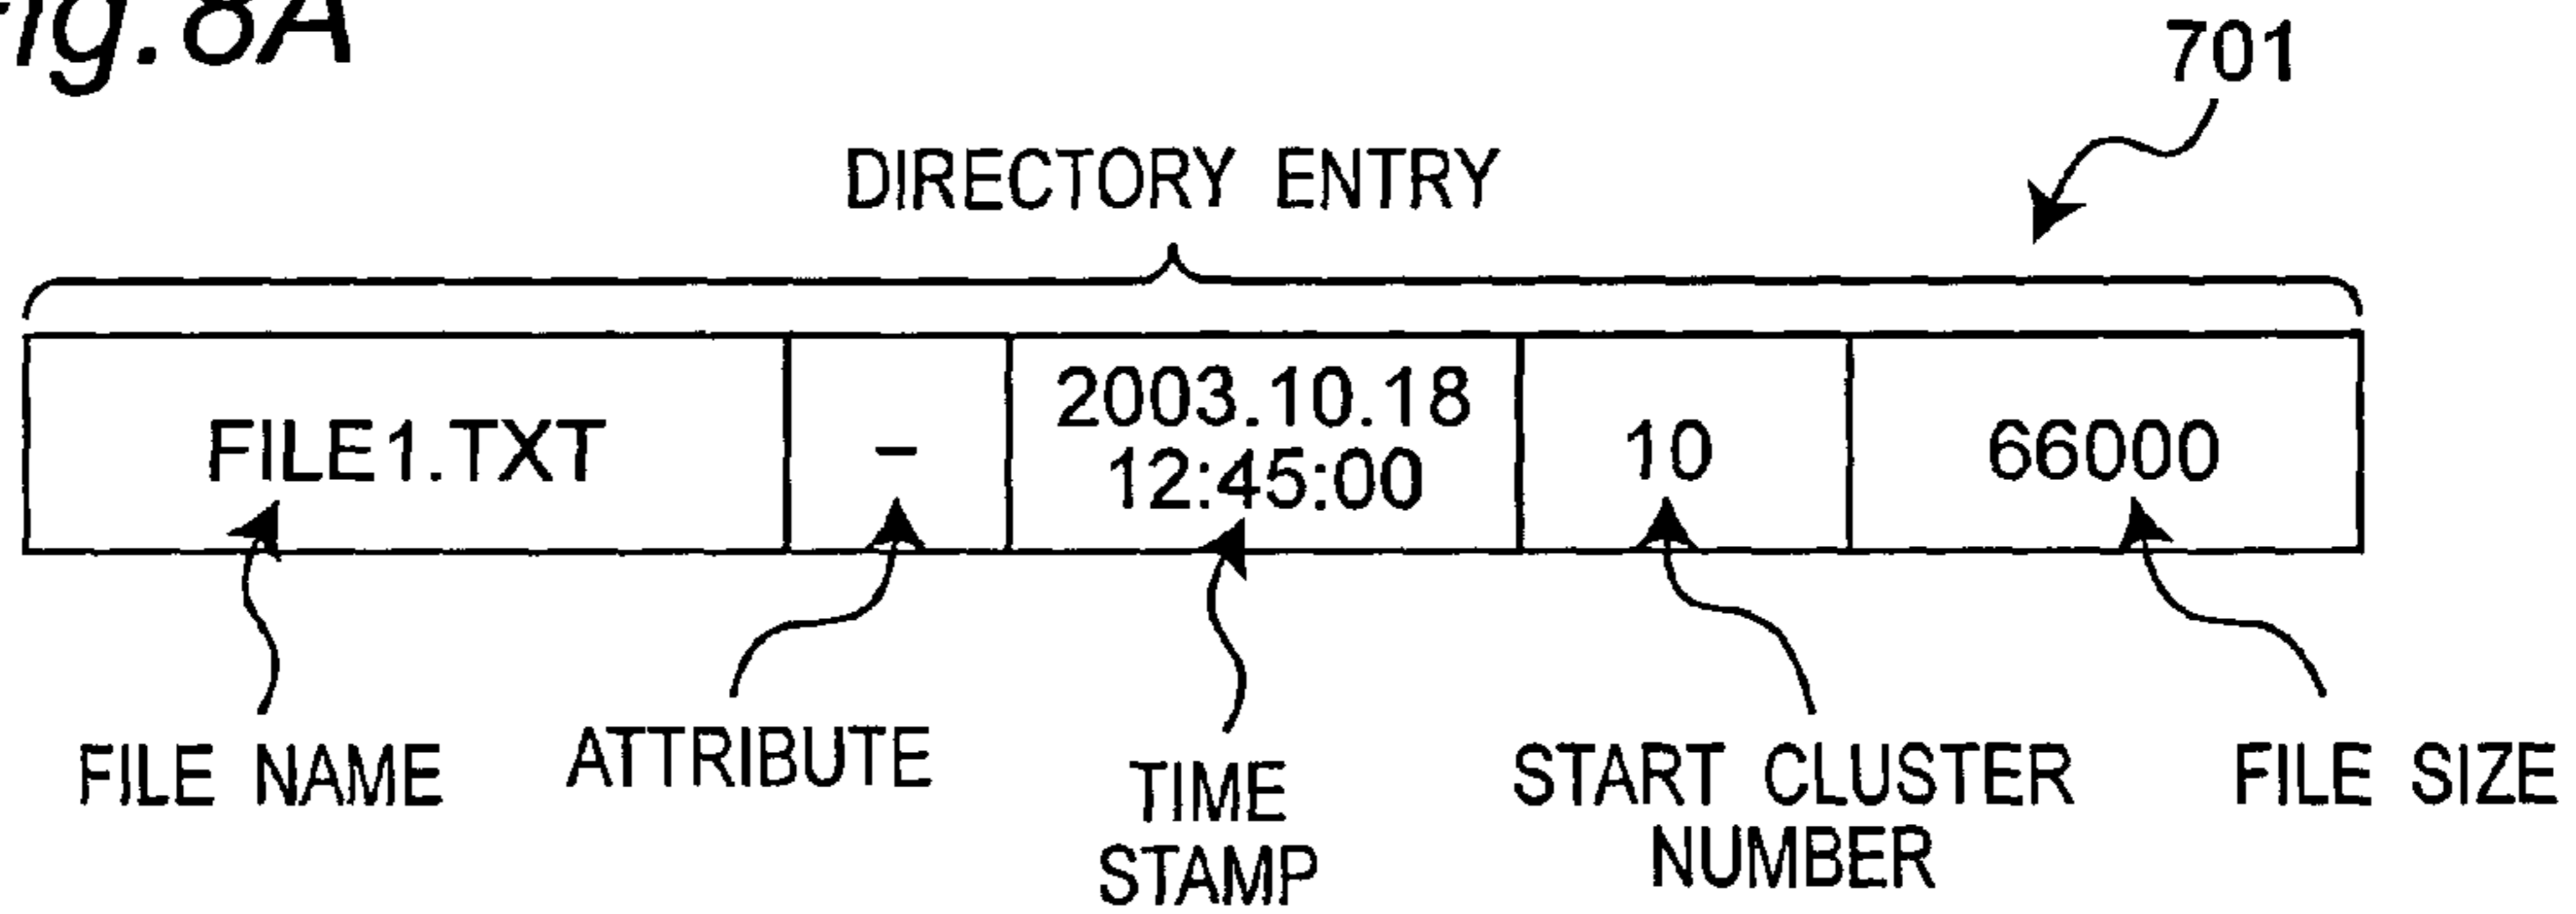 Fig.8A
701
DIRECTORY ENTRY
FILE1.TXT
–
2003.10.18
12:45:00
10
66000
FILE NAME
ATTRIBUTE
TIME
STAMP
START CLUSTER
NUMBER
FILE SIZE